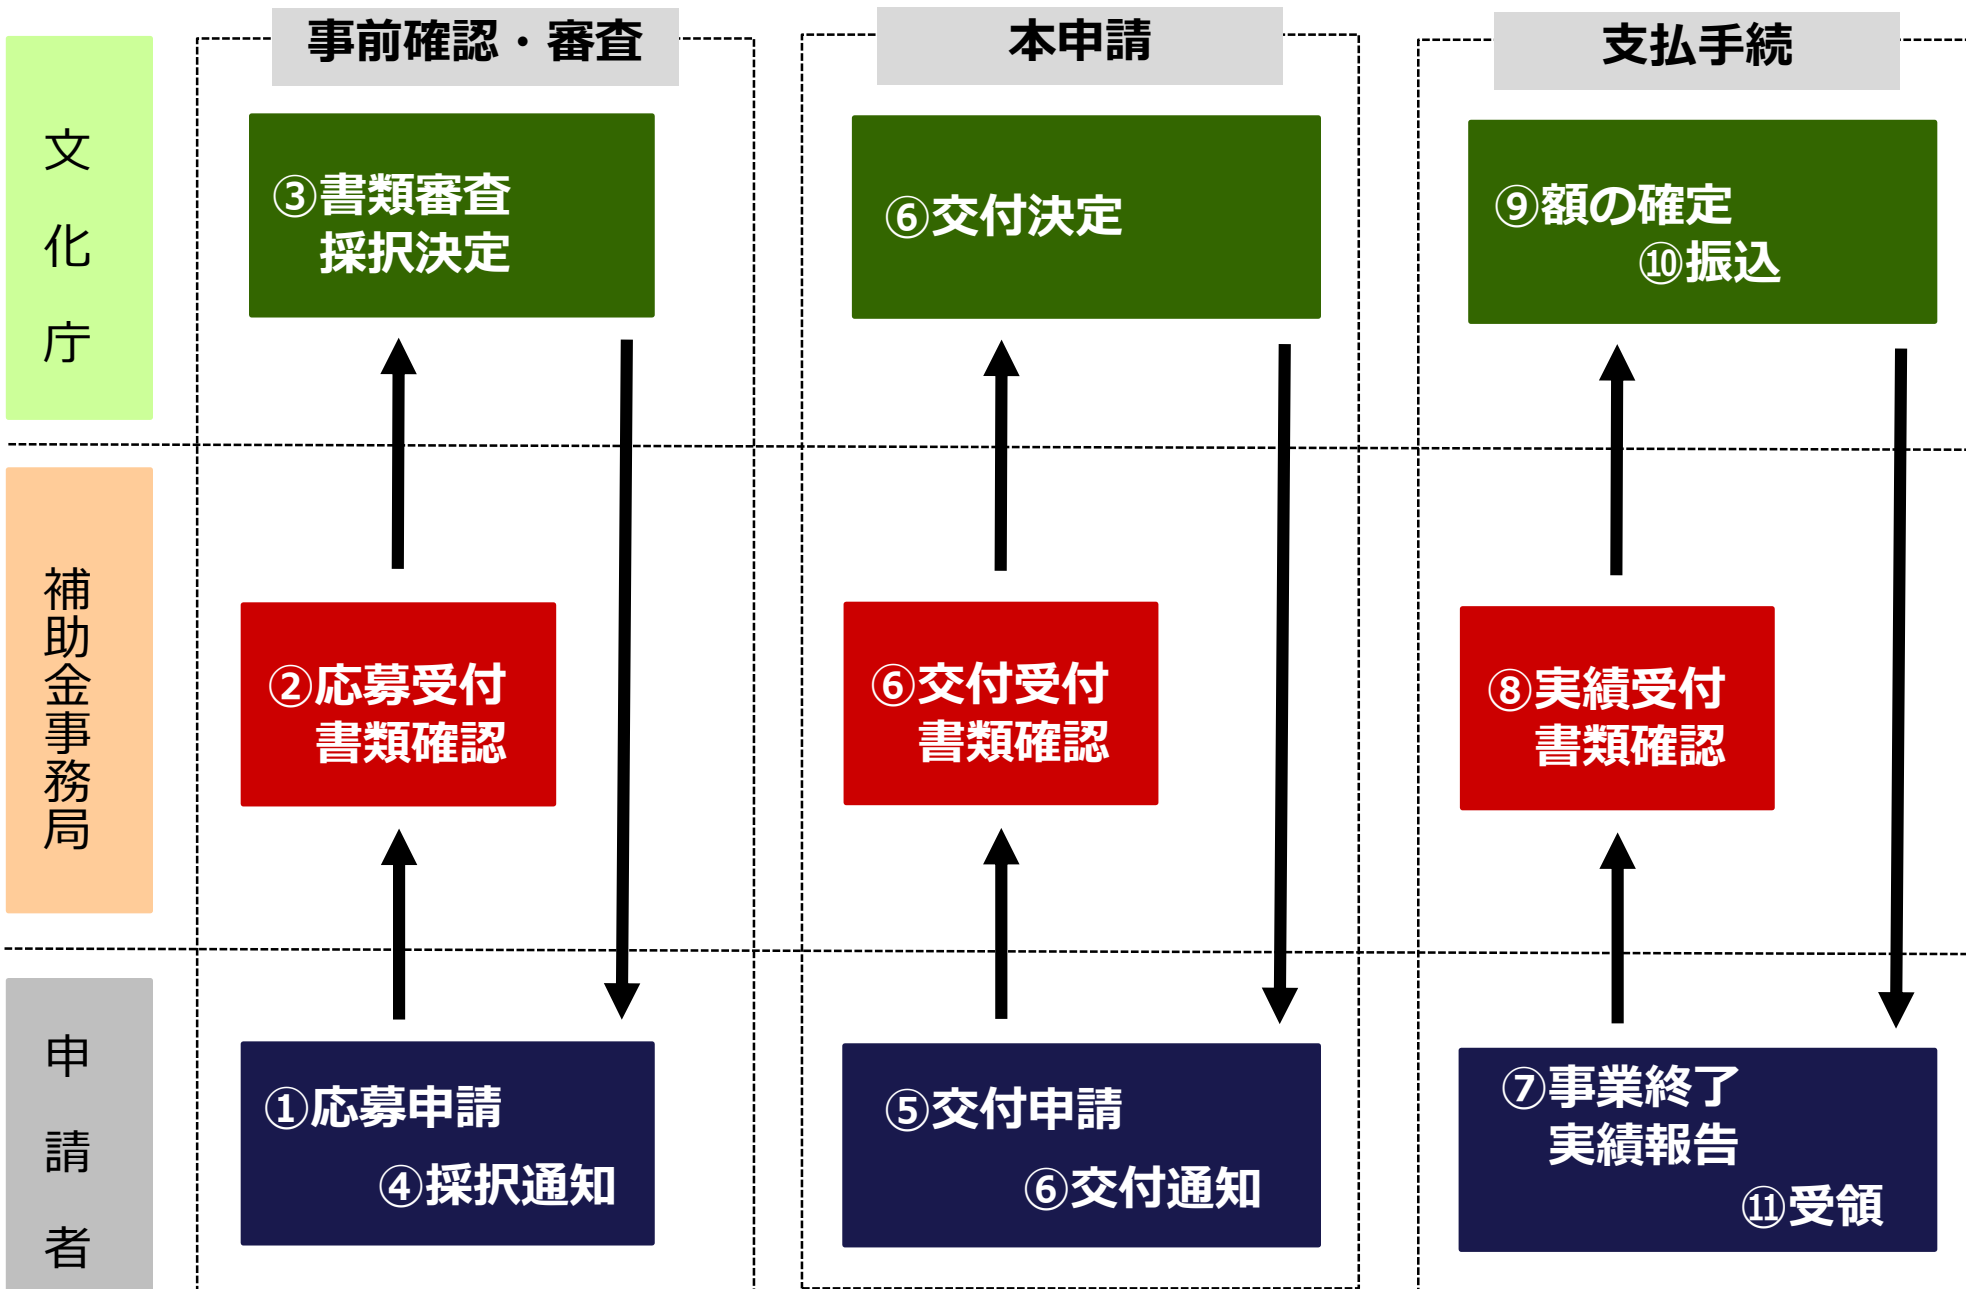 事前確認・審査
本申請
支払手続
文化庁
③書類審査
採択決定
⑥交付決定
⑨額の確定
⑩振込
補助金事務局
②応募受付
書類確認
⑥交付受付
書類確認
⑧実績受付
書類確認
申請者
①応募申請
④採択通知
⑤交付申請
⑥交付通知
⑦事業終了
実績報告
⑪受領